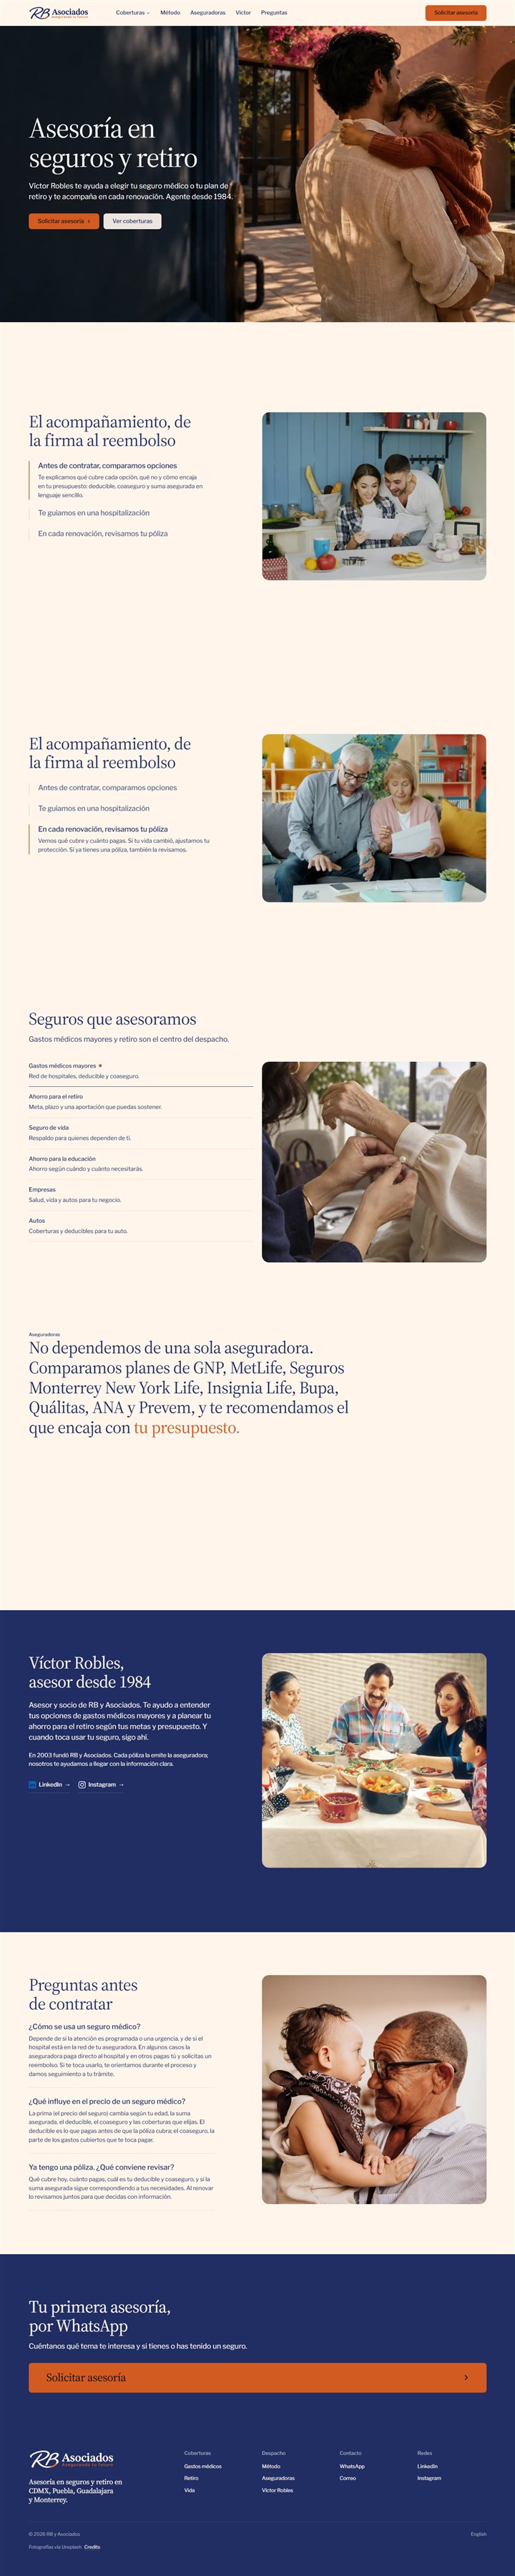 RB Asociados
Asegurando tu futuro
Coberturas
Método
Aseguradoras
Víctor
Preguntas
Solicitar asesoría
Asesoría en
seguros y retiro
Víctor Robles te ayuda a elegir tu seguro médico o tu plan de
retiro y te acompaña en cada renovación. Agente desde 1984.
Solicitar asesoría ›
Ver coberturas
El acompañamiento, de
la firma al reembolso
Antes de contratar, comparamos opciones
Te explicamos qué cubre cada opción, qué no y cómo encaja
en tu presupuesto: deducible, coaseguro y suma asegurada en
lenguaje sencillo.
Te guiamos en una hospitalización
En cada renovación, revisamos tu póliza
El acompañamiento, de
la firma al reembolso
Antes de contratar, comparamos opciones
Te guiamos en una hospitalización
En cada renovación, revisamos tu póliza
Vemos qué cubre y cuánto pagas. Si tu vida cambió, ajustamos tu
protección. Si ya tienes una póliza, también la revisamos.
Seguros que asesoramos
Gastos médicos mayores y retiro son el centro del despacho.
Gastos médicos mayores
Red de hospitales, deducible y coaseguro.
Ahorro para el retiro
Meta, plazo y una aportación que puedas sostener.
Seguro de vida
Respaldo para quienes dependen de ti.
Ahorro para la educación
Ahorro según cuándo y cuánto necesitarás.
Empresas
Salud, vida y autos para tu negocio.
Autos
Coberturas y deducibles para tu auto.
Aseguradoras
No dependemos de una sola aseguradora.
Comparamos planes de GNP, MetLife, Seguros
Monterrey New York Life, Insignia Life, Bupa,
Quálitas, ANA y Prevem, y te recomendamos el
que encaja con tu presupuesto.
Víctor Robles,
asesor desde 1984
Asesor y socio de RB y Asociados. Te ayudo a entender
tus opciones de gastos médicos mayores y a planear tu
ahorro para el retiro según tus metas y presupuesto. Y
cuando toca usar tu seguro, sigo ahí.
En 2003 fundó RB y Asociados. Cada póliza la emite la aseguradora;
nosotros te ayudamos a llegar con la información clara.
LinkedIn →
Instagram →
Preguntas antes
de contratar
¿Cómo se usa un seguro médico?
Depende de si la atención es programada o una urgencia, y de si el
hospital está en la red de tu aseguradora. En algunos casos la
aseguradora paga directo al hospital y en otros pagas tú y solicitas un
reembolso. Si te toca usarlo, te orientamos durante el proceso y
damos seguimiento a tu trámite.
¿Qué influye en el precio de un seguro médico?
La prima (el precio del seguro) cambia según tu edad, la suma
asegurada, el deducible, el coaseguro y las coberturas que elijas. El
deducible es lo que pagas antes de que la póliza cubra; el coaseguro, la
parte de los gastos cubiertos que te toca pagar.
Ya tengo una póliza. ¿Qué conviene revisar?
Qué cubre hoy, cuánto pagas, cuál es tu deducible y coaseguro, y si la
suma asegurada sigue correspondiendo a tus necesidades. Al renovar
lo revisamos juntos para que decidas con información.
Tu primera asesoría,
por WhatsApp
Cuéntanos qué tema te interesa y si tienes o has tenido un seguro.
Solicitar asesoría ›
RB Asociados
Asegurando tu futuro
Asesoría en seguros y retiro en
CDMX, Puebla, Guadalajara
y Monterrey.
Coberturas
Gastos médicos
Retiro
Vida
Despacho
Método
Aseguradoras
Víctor Robles
Contacto
WhatsApp
Correo
Redes
LinkedIn
Instagram
© 2026 RB y Asociados
English
Fotografías vía Unsplash Credits